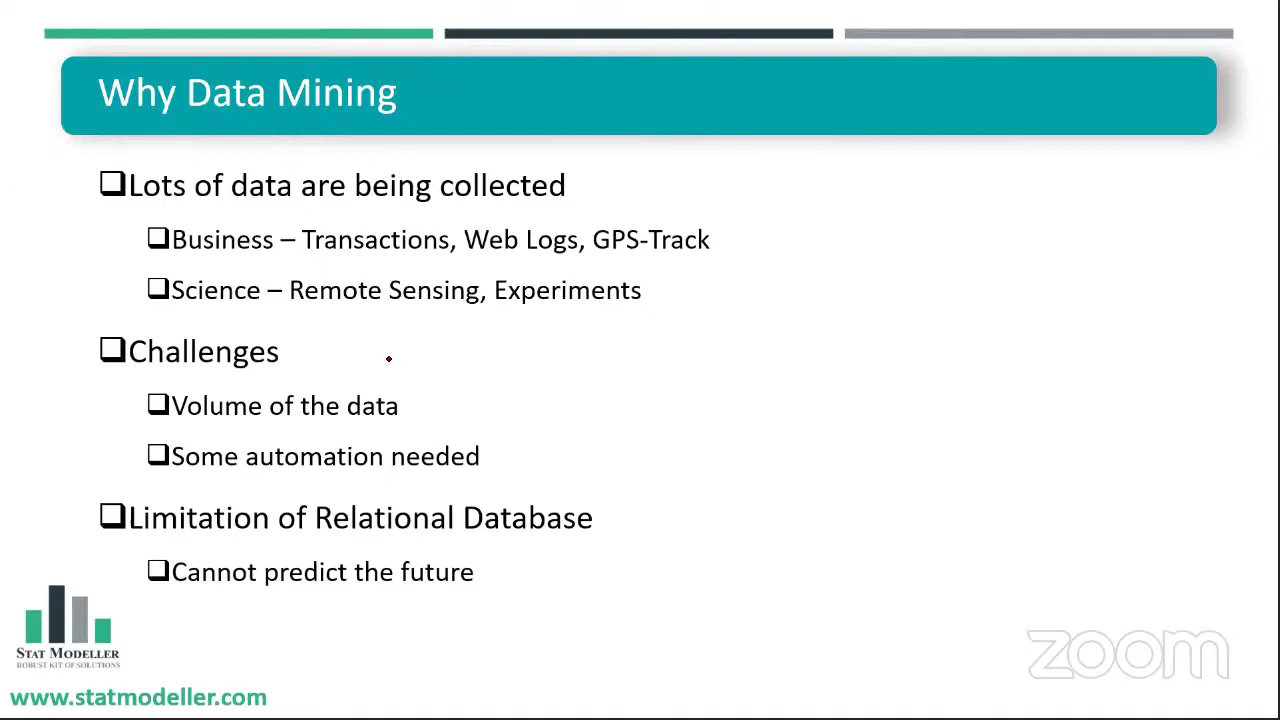 Why Data Mining
❑Lots of data are being collected
❑Business – Transactions, Web Logs, GPS-Track
❑Science – Remote Sensing, Experiments
❑Challenges
❑Volume of the data
❑Some automation needed
❑Limitation of Relational Database
❑Cannot predict the future
STAT MODELLER
ROBUST KIT OF SOLUTIONS
www.statmodeller.com
zoom